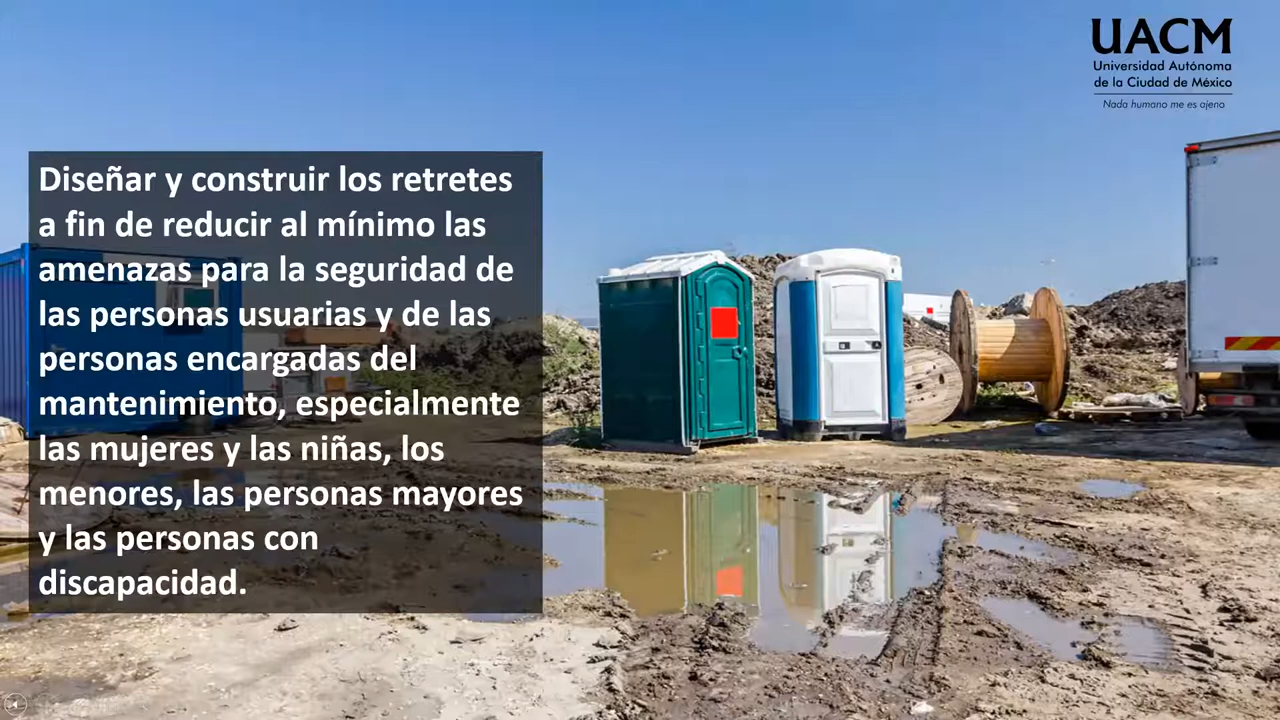 UACM
Universidad Autónoma
de la Ciudad de México
Nada humano me es ajeno
Diseñar y construir los retretes
a fin de reducir al mínimo las
amenazas para la seguridad de
las personas usuarias y de las
personas encargadas del
mantenimiento, especialmente
las mujeres y las niñas, los
menores, las personas mayores
y las personas con
discapacidad.